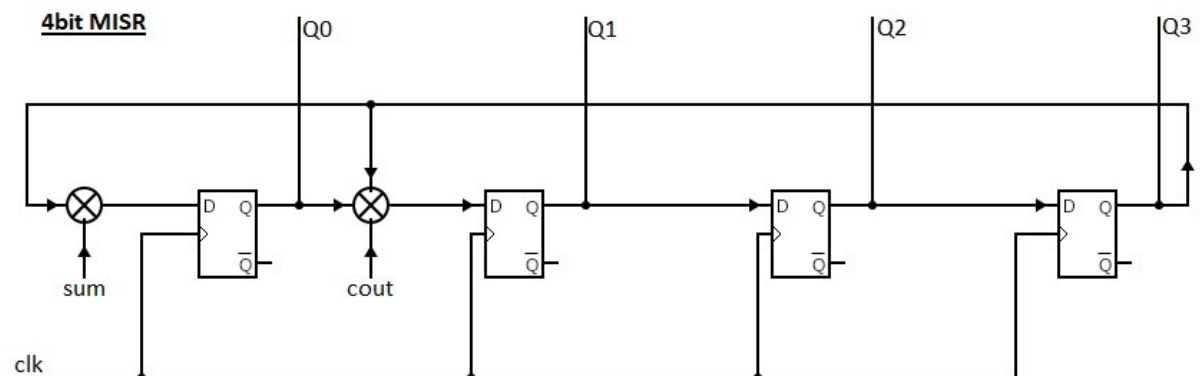 4bit MISR
Q0
Q1
Q2
Q3
D Q
Q̅
D Q
Q̅
D Q
Q̅
D Q
Q̅
sum
cout
clk